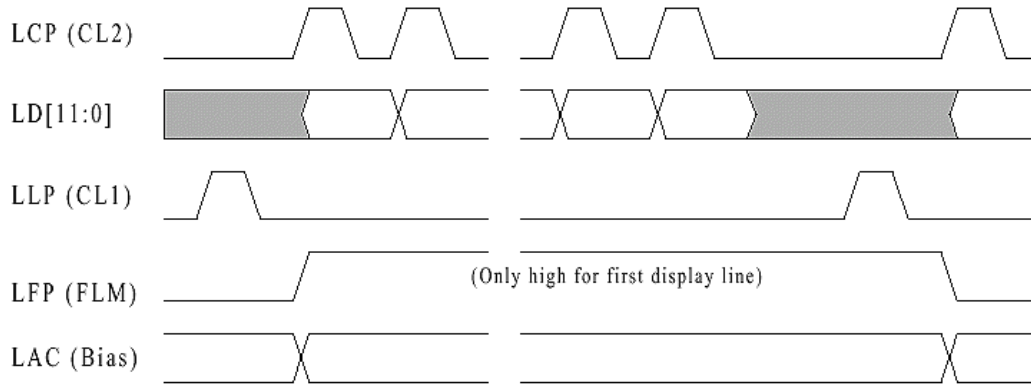 LCP (CL2)
LD[11:0]
LLP (CL1)
(Only high for first display line)
LFP (FLM)
LAC (Bias)